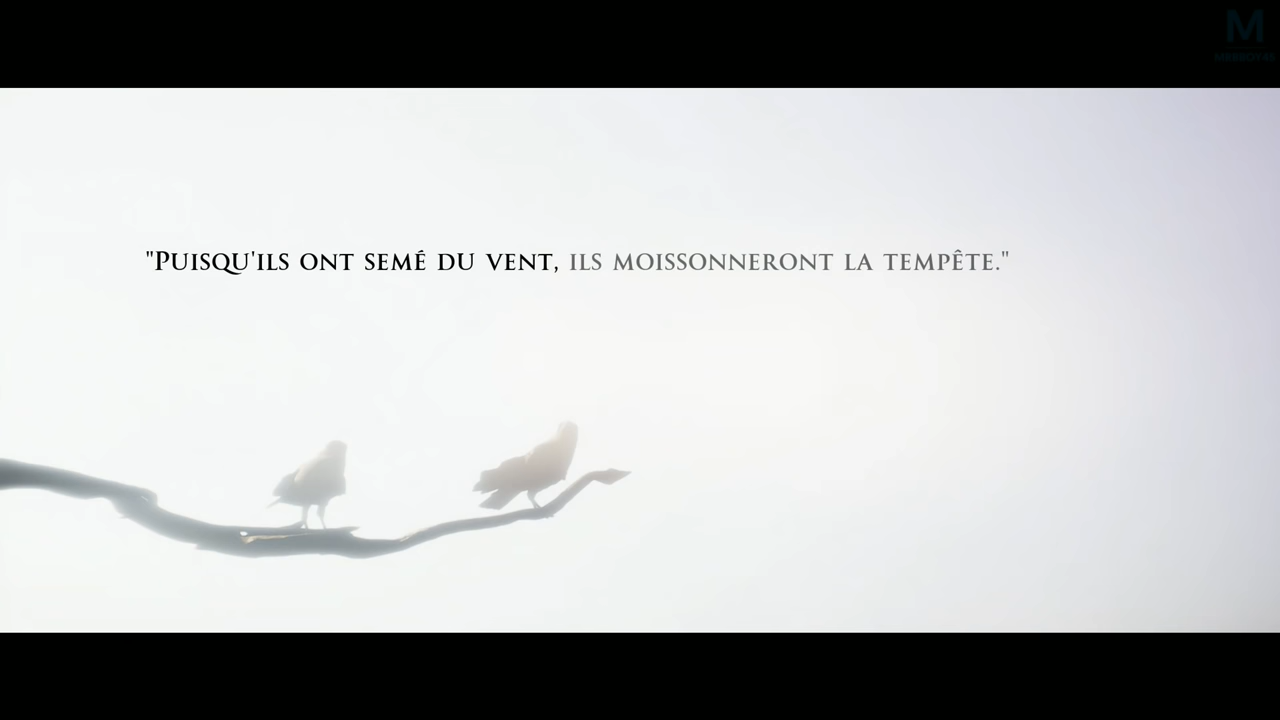 M
"Puisqu'ils ont semé du vent, ils moissonneront la tempête."